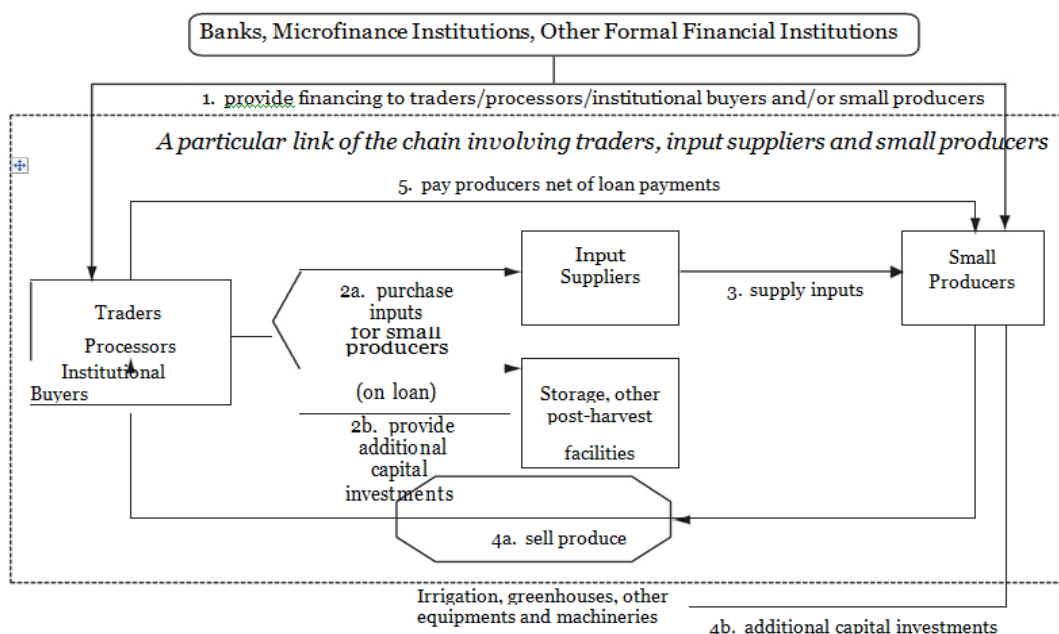 Banks, Microfinance Institutions, Other Formal Financial Institutions
1. provide financing to traders/processors/institutional buyers and/or small producers
A particular link of the chain involving traders, input suppliers and small producers
5. pay producers net of loan payments
Input
Suppliers
Small
Producers
2a. purchase
inputs
for small
producers
(on loan)
3. supply inputs
Traders
Processors
Institutional
Buyers
2b. provide
additional
capital
investments
Storage, other
post-harvest
facilities
4a. sell produce
Irrigation, greenhouses, other
equipments and machineries
4b. additional capital investments